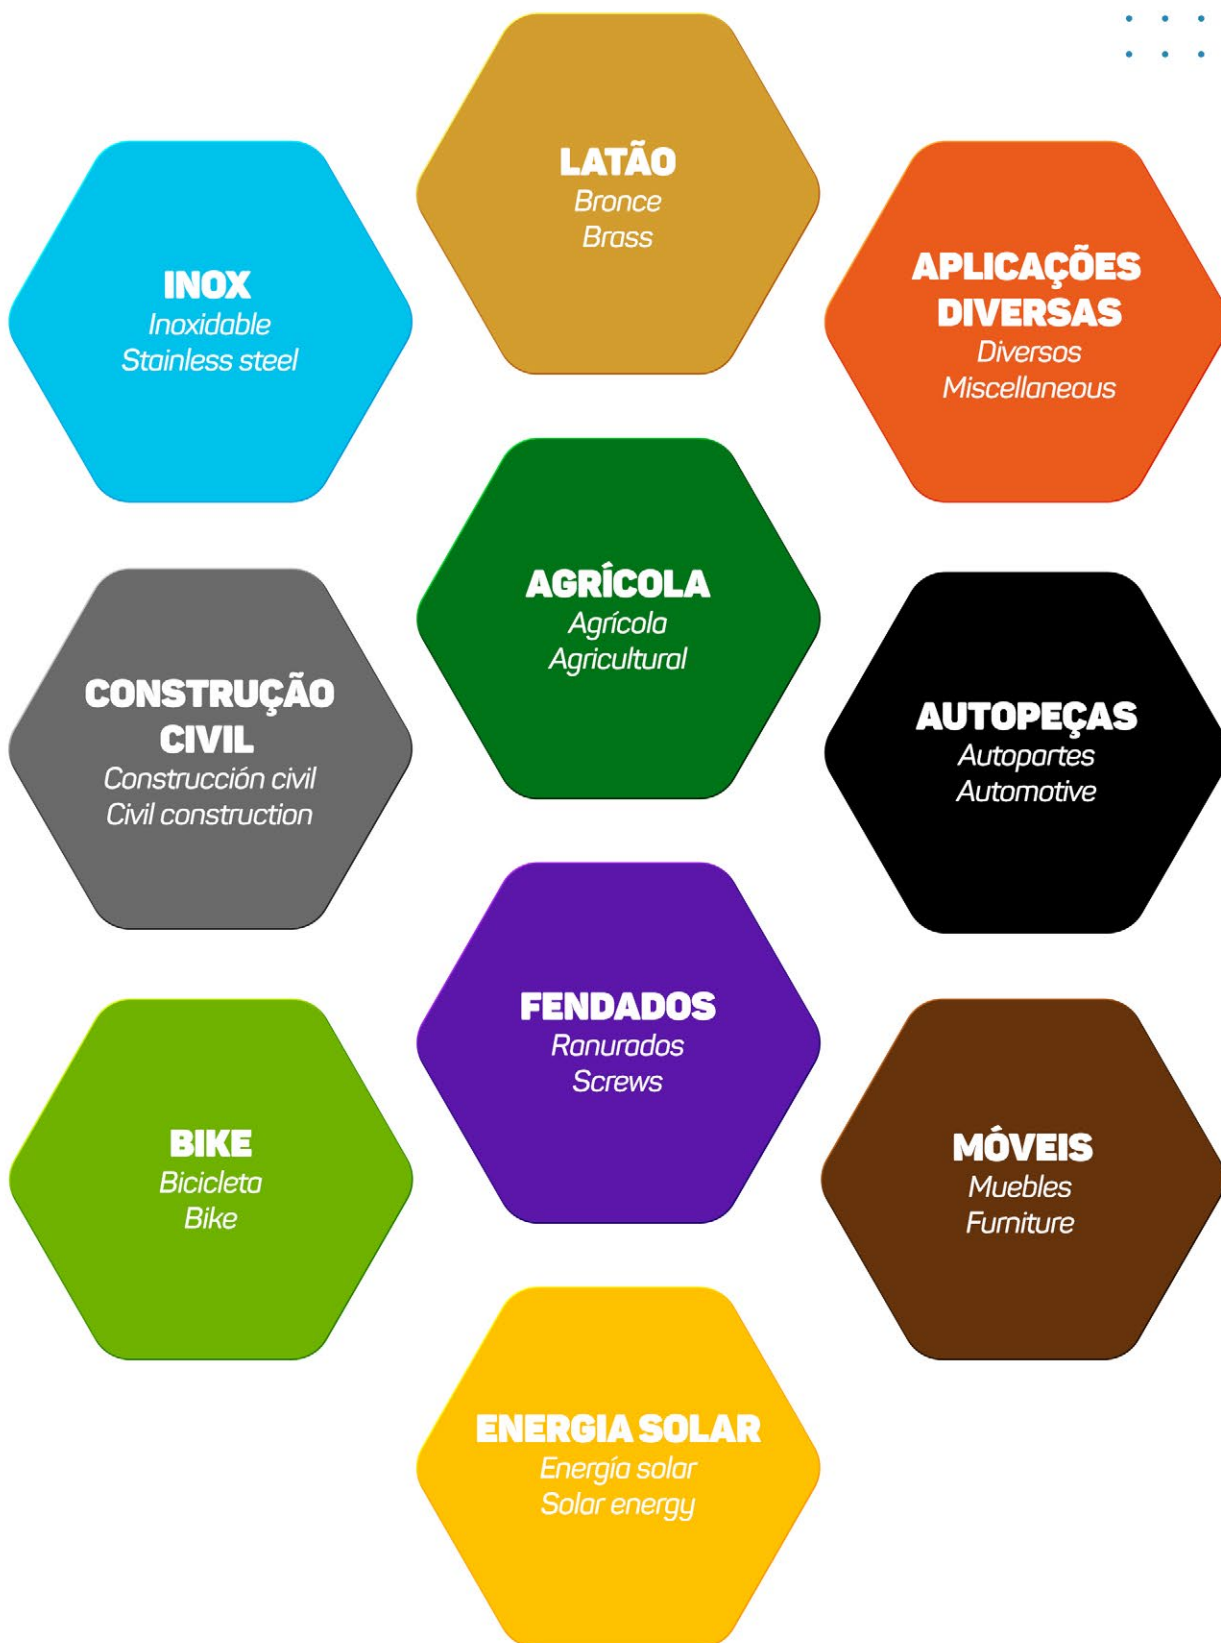 LATÃO
Bronce
Brass
INOX
Inoxidable
Stainless steel
APLICAÇÕES
DIVERSAS
Diversos
Miscellaneous
AGRÍCOLA
Agrícola
Agricultural
CONSTRUÇÃO
CIVIL
Construcción civil
Civil construction
AUTOPEÇAS
Autopartes
Automotive
FENDADOS
Ranurados
Screws
BIKE
Bicicleta
Bike
MÓVEIS
Muebles
Furniture
ENERGIA SOLAR
Energía solar
Solar energy